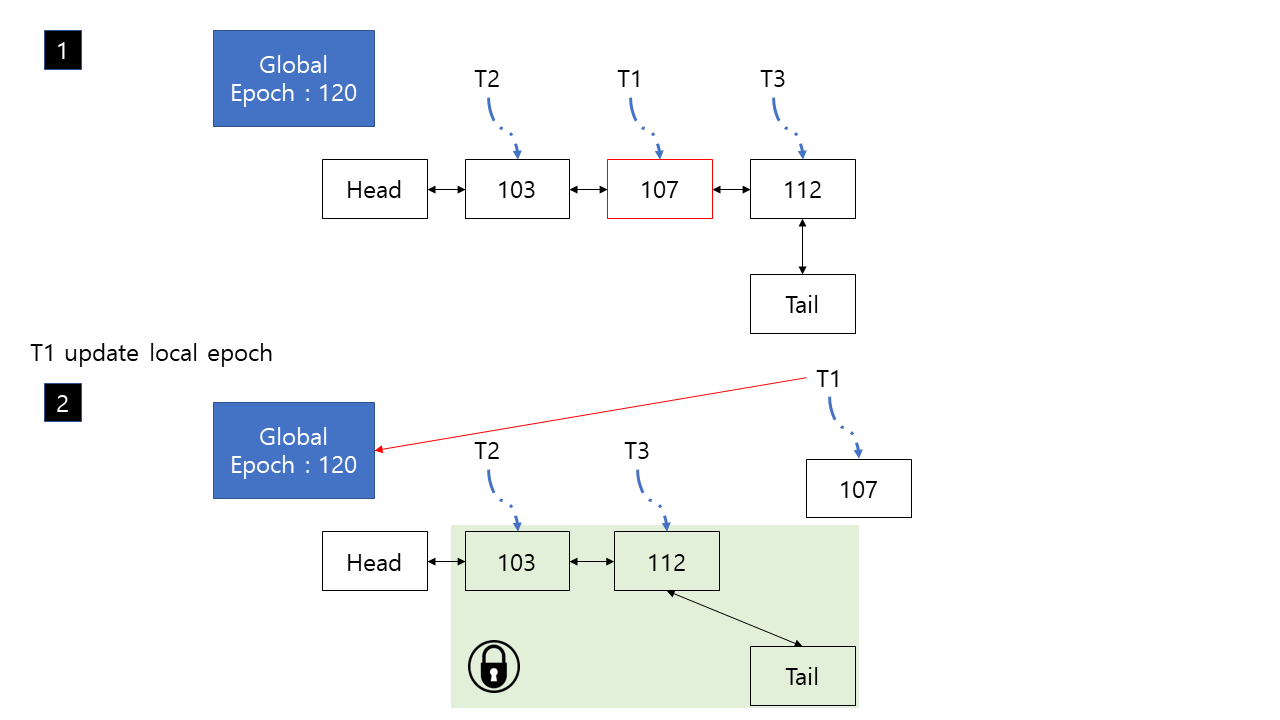 1
Global
Epoch : 120
T2
T1
T3
Head
103
107
112
Tail
T1 update local epoch
2
Global
Epoch : 120
T1
T2
T3
107
Head
103
112
Tail